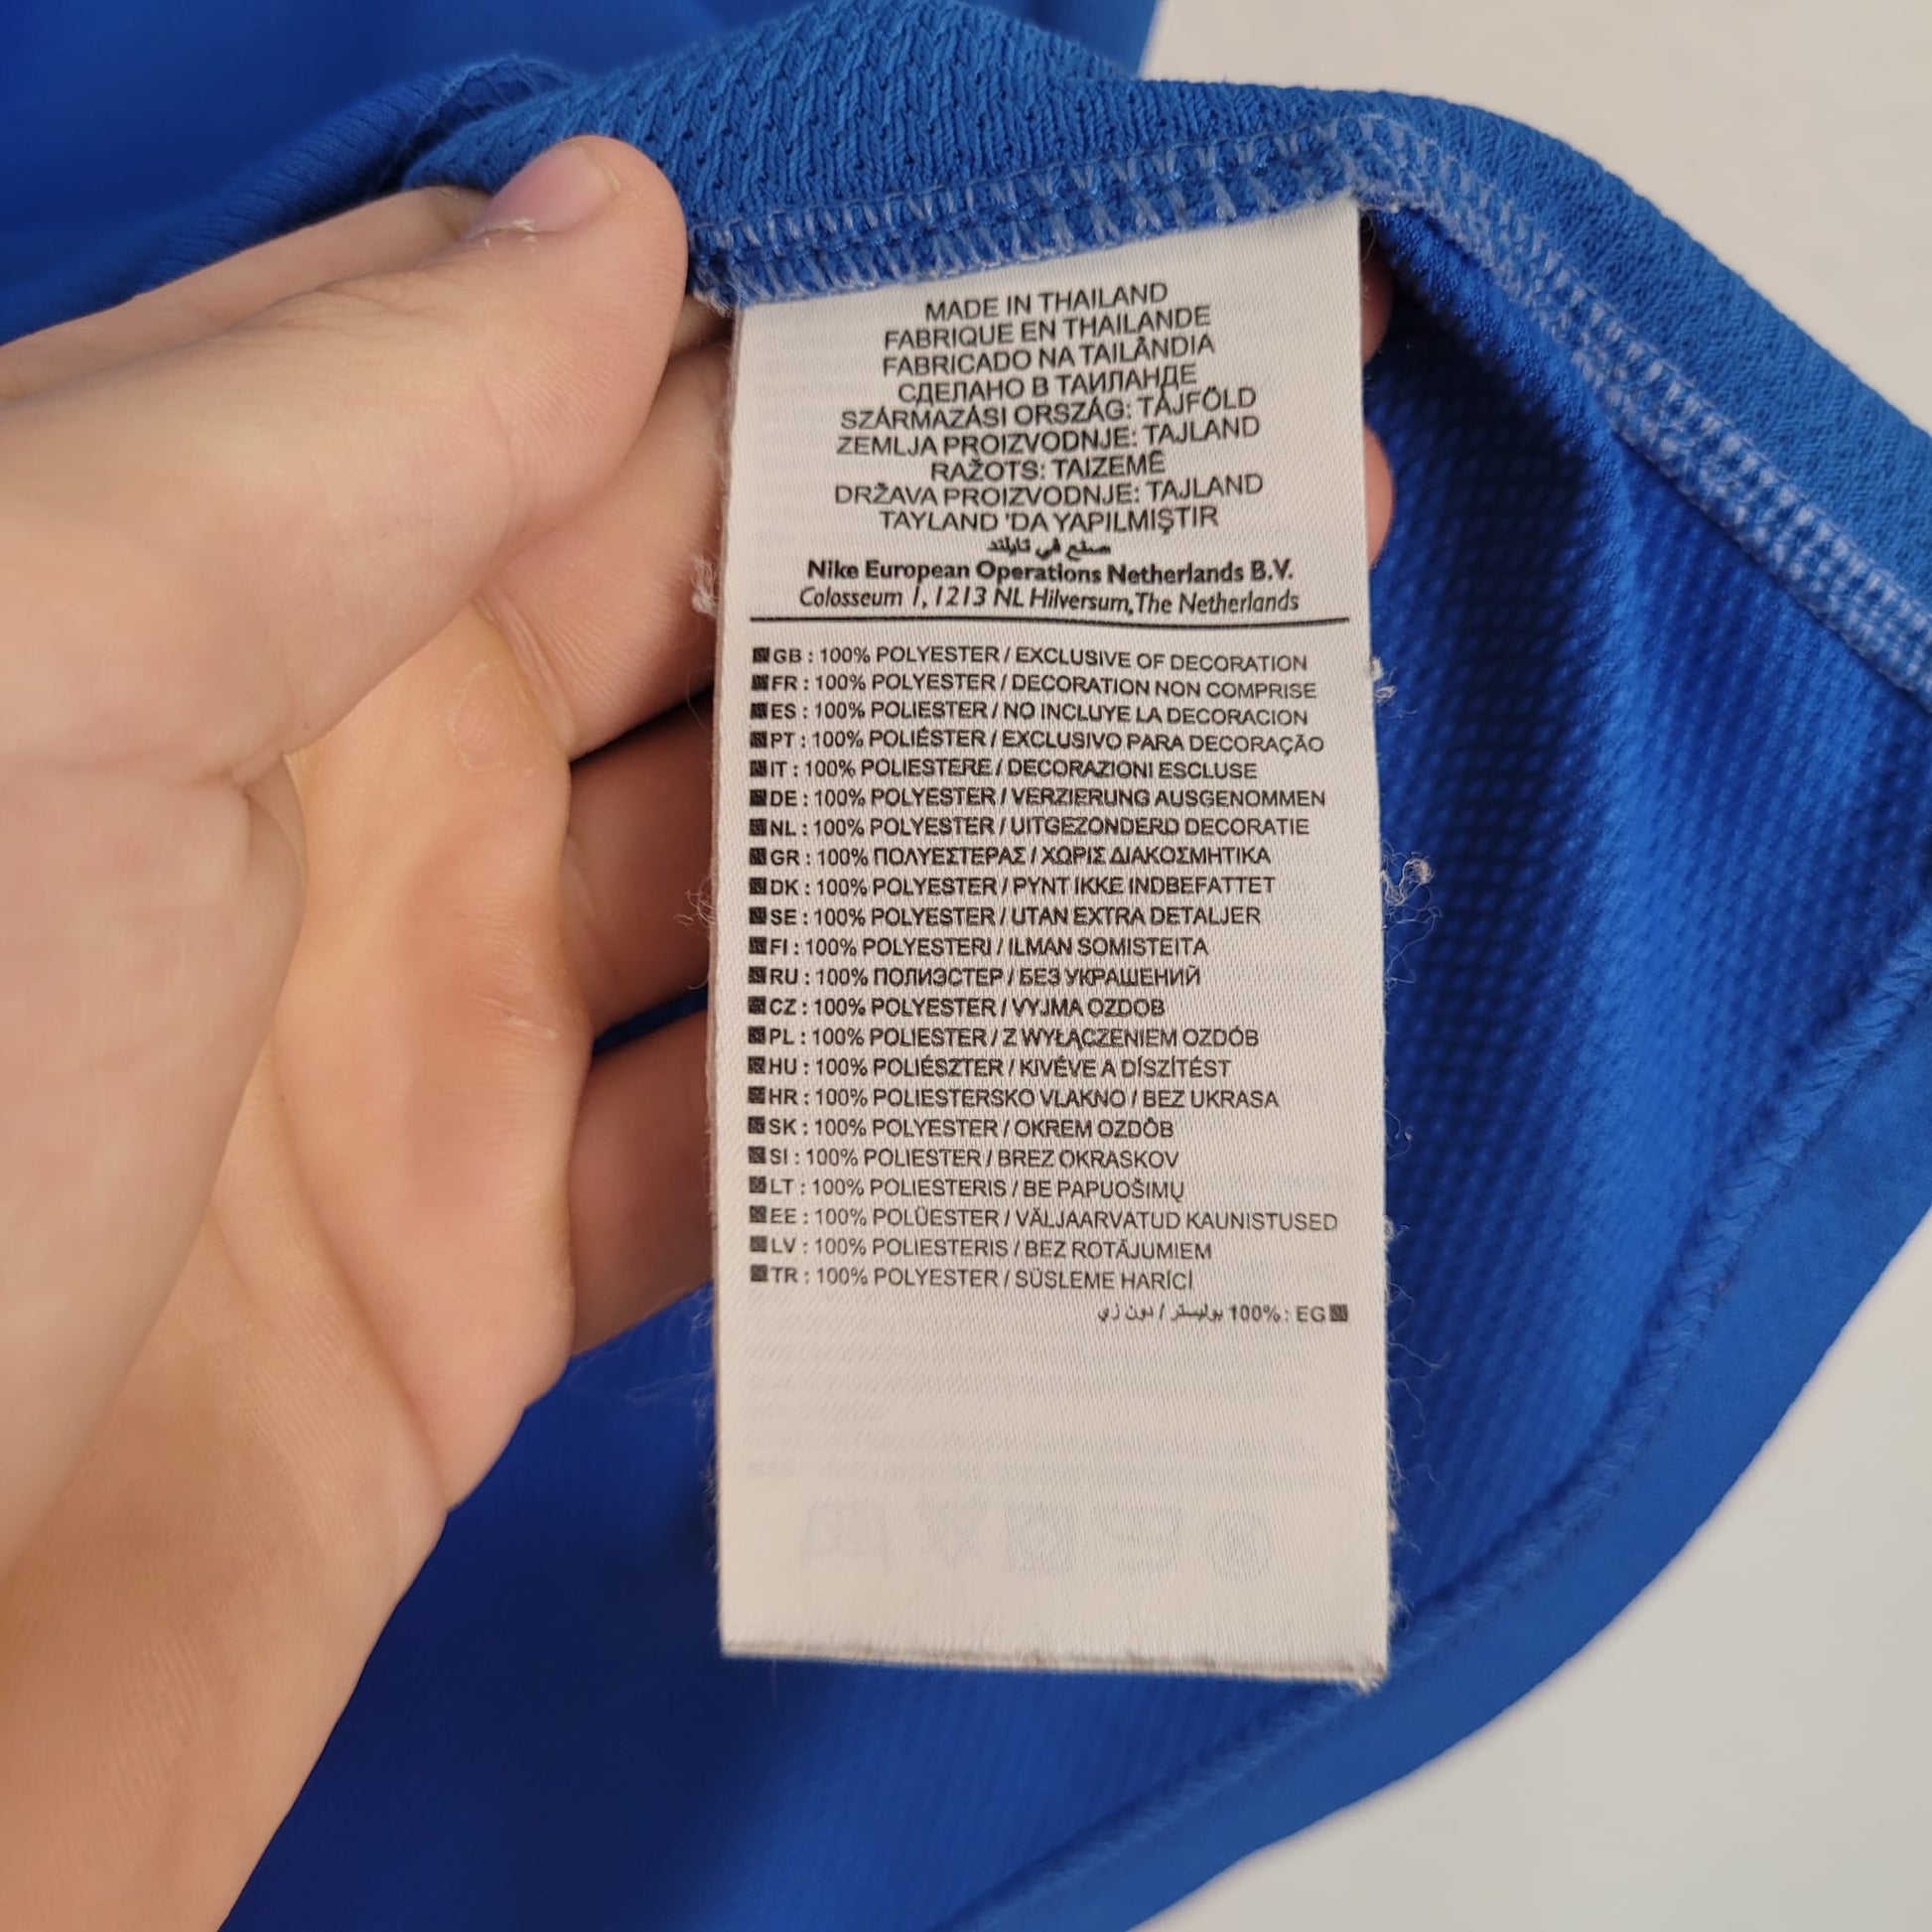 MADE IN THAILAND
FABRIQUE EN THAILANDE
FABRICADO NA TAILÂNDIA
СДЕЛАНО В ТАИЛАНДЕ
SZÁRMAZÁSI ORSZÁG: TÁJFÖLD
ZEMLJA PROIZVODNJE: TAJLAND
RAŽOTS: TAIZEMĒ
DRŽAVA PROIZVODNJE: TAJLAND
TAYLAND 'DA YAPILMIŞTIR
صنع في تايلند
Nike European Operations Netherlands B.V.
Colosseum 1, 1213 NL Hilversum, The Netherlands
GB : 100% POLYESTER / EXCLUSIVE OF DECORATION
FR : 100% POLYESTER / DECORATION NON COMPRISE
ES : 100% POLIESTER / NO INCLUYE LA DECORACION
PT : 100% POLIÉSTER / EXCLUSIVO PARA DECORAÇÃO
IT : 100% POLIESTERE / DECORAZIONI ESCLUSE
DE : 100% POLYESTER / VERZIERUNG AUSGENOMMEN
NL : 100% POLYESTER / UITGEZONDERD DECORATIE
GR : 100% ΠΟΛΥΕΣΤΕΡΑΣ / ΧΩΡΙΣ ΔΙΑΚΟΣΜΗΤΙΚΑ
DK : 100% POLYESTER / PYNT IKKE INDBEFATTET
SE : 100% POLYESTER / UTAN EXTRA DETALJER
FI : 100% POLYESTERI / ILMAN SOMISTEITA
RU : 100% ПОЛИЭСТЕР / БЕЗ УКРАШЕНИЙ
CZ : 100% POLYESTER / VYJMA OZDOB
PL : 100% POLIESTER / Z WYŁĄCZENIEM OZDÓB
HU : 100% POLIÉSZTER / KIVÉVE A DÍSZÍTÉST
HR : 100% POLIESTERSKO VLAKNO / BEZ UKRASA
SK : 100% POLYESTER / OKREM OZDÔB
SI : 100% POLIESTER / BREZ OKRASKOV
LT : 100% POLIESTERIS / BE PAPUOŠIMŲ
EE : 100% POLÜESTER / VÄLJAARVATUD KAUNISTUSED
LV : 100% POLIESTERIS / BEZ ROTĀJUMIEM
TR : 100% POLYESTER / SÜSLEME HARİCİ
EG : 100% بوليستر / دون زي